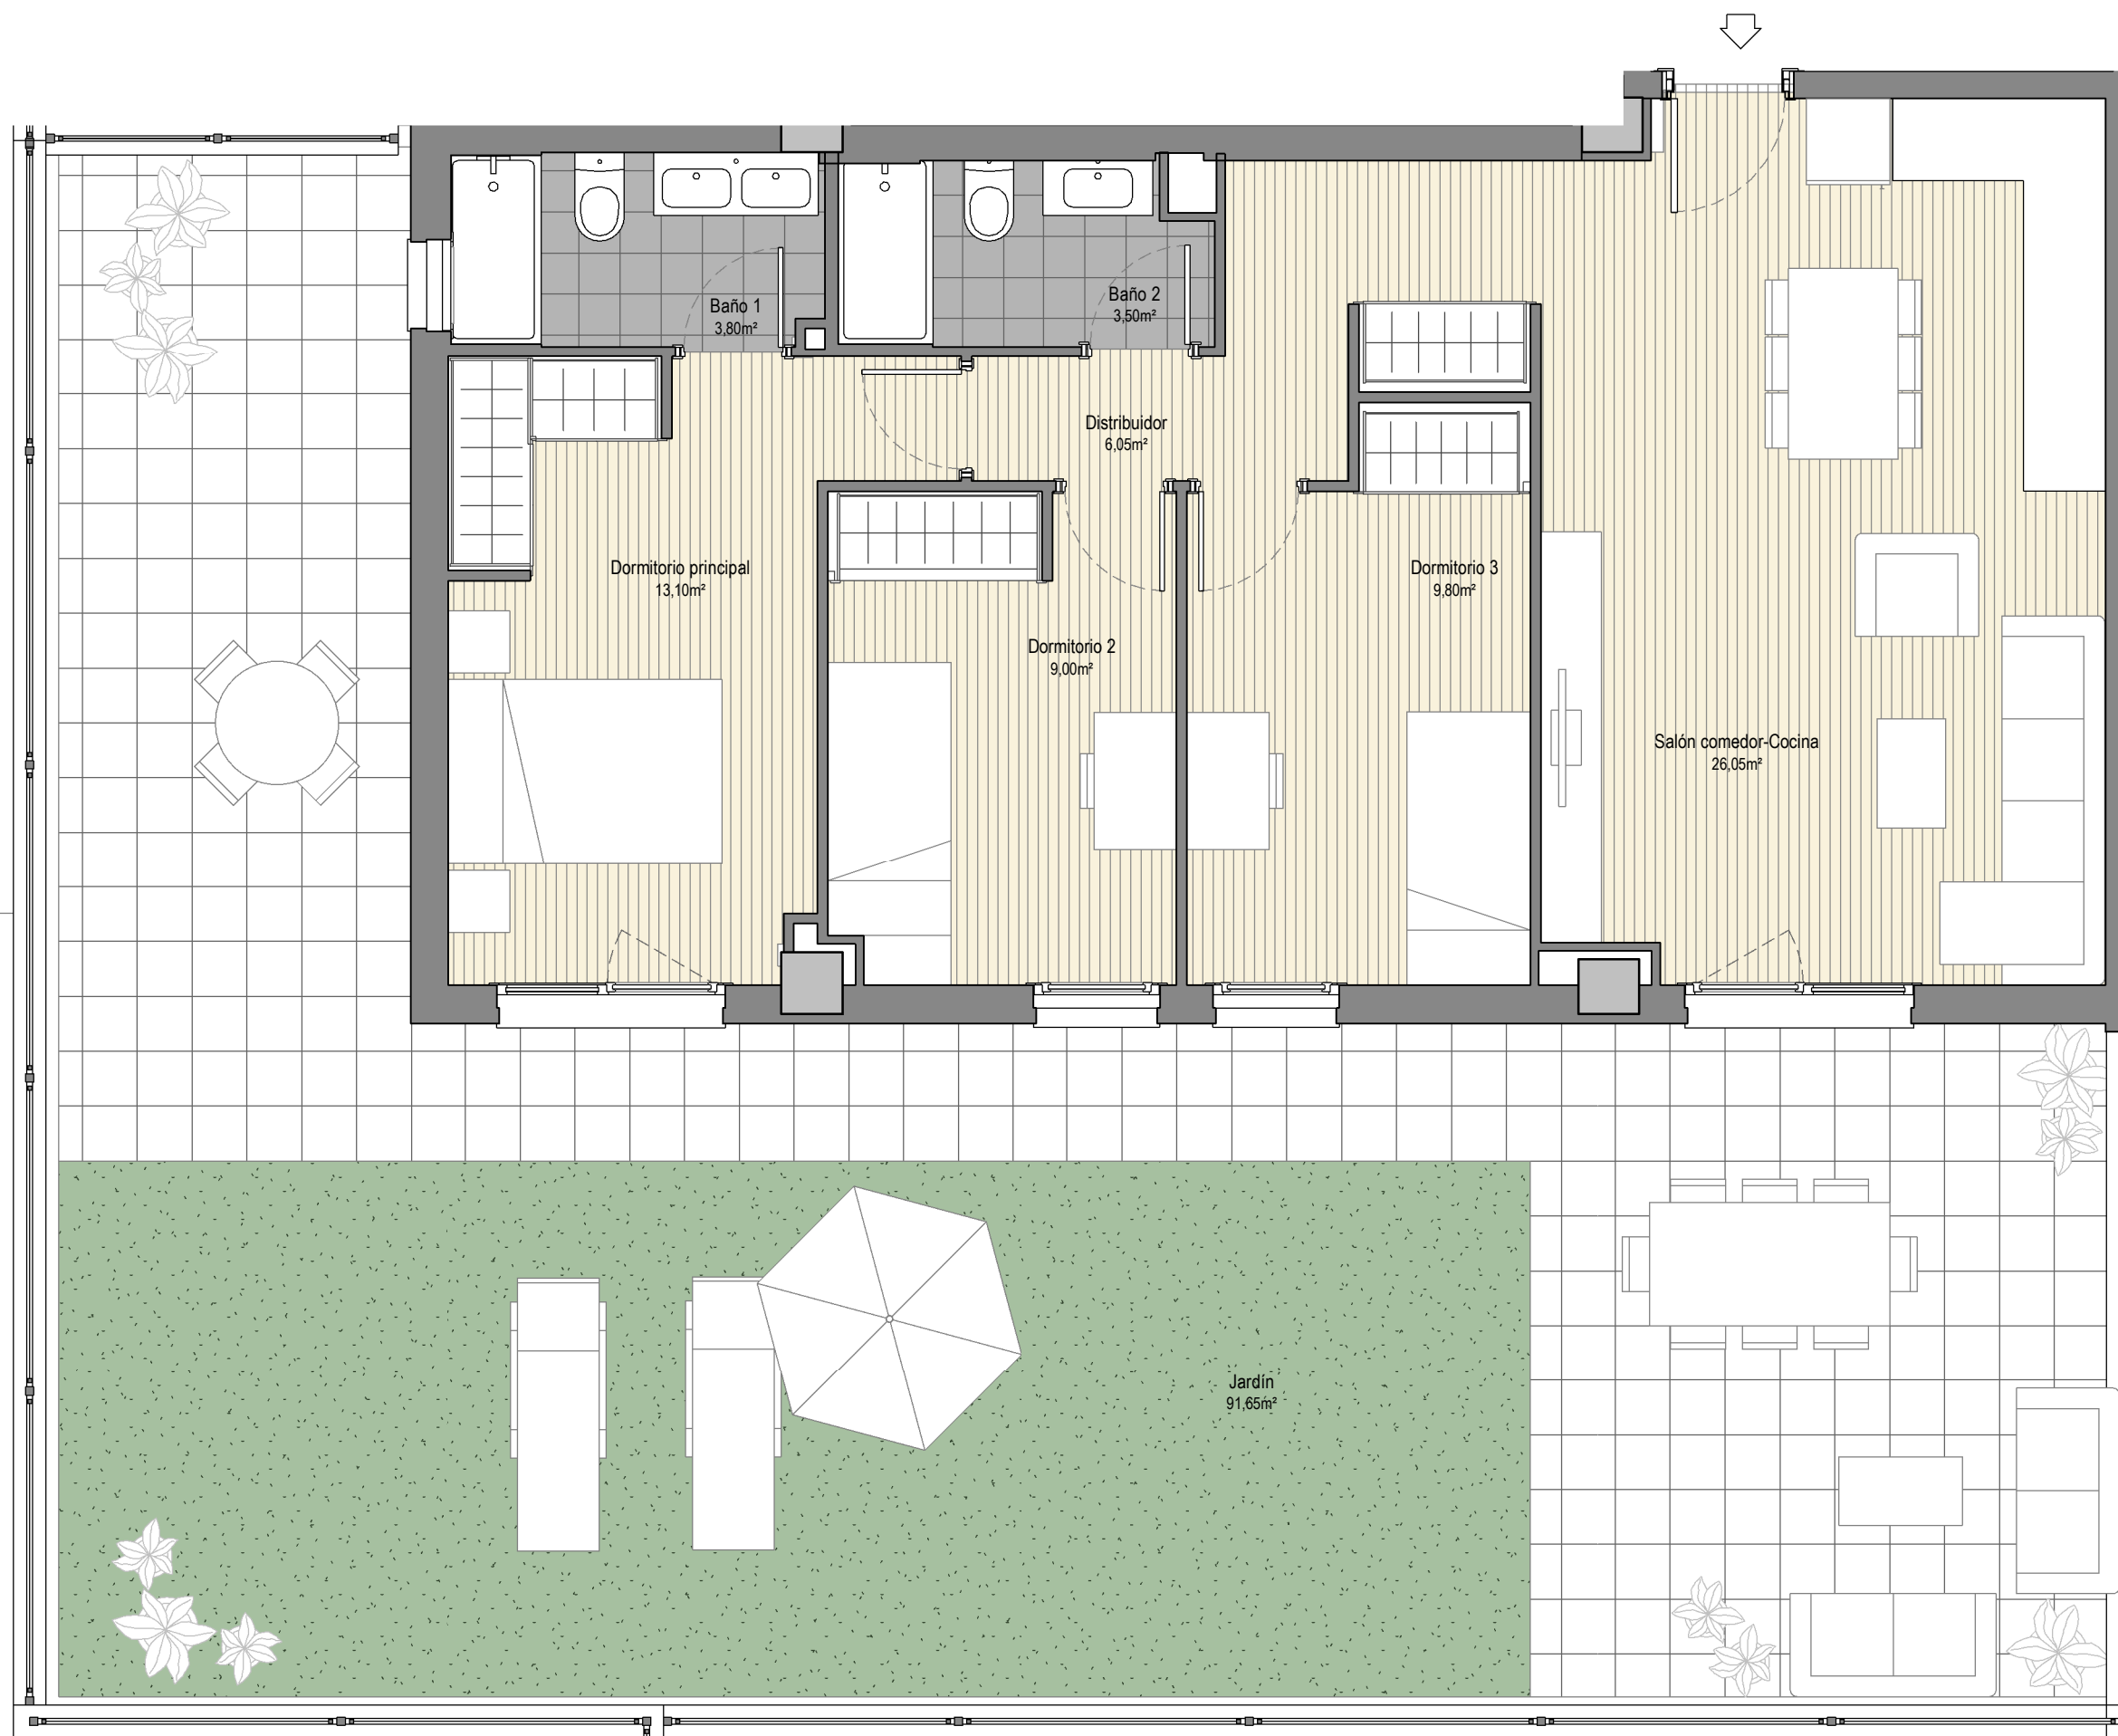 Baño 1
3,80m²
Baño 2
3,50m²
Distribuidor
6,05m²
Dormitorio principal
13,10m²
Dormitorio 3
9,80m²
Dormitorio 2
9,00m²
Salón comedor-Cocina
26,05m²
Jardín
91,65m²